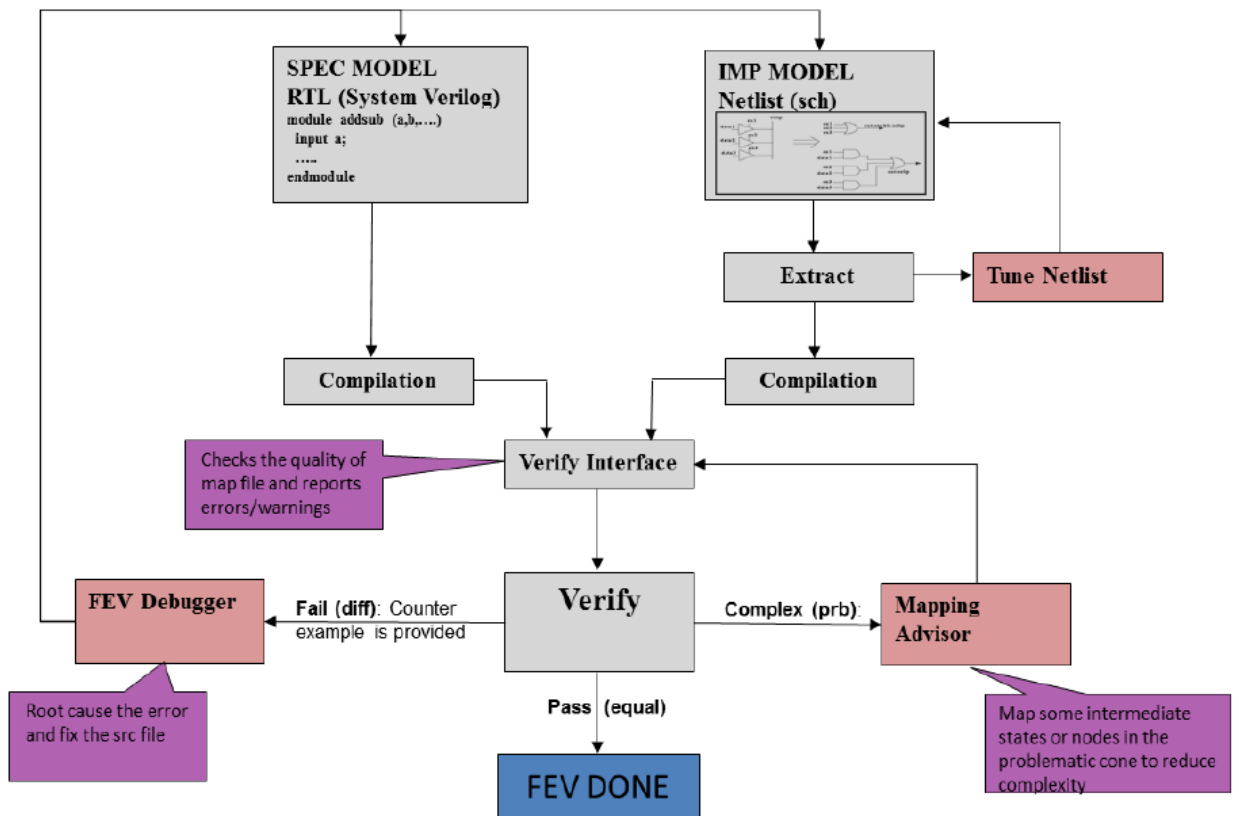 SPEC MODEL
RTL (System Verilog)
module addsub (a,b,....)
input a;
.....
endmodule
IMP MODEL
Netlist (sch)
Extract
Tune Netlist
Compilation
Compilation
Checks the quality of
map file and reports
errors/warnings
Verify Interface
FEV Debugger
Fail (diff): Counter
example is provided
Verify
Complex (prb):
Mapping
Advisor
Root cause the error
and fix the src file
Pass (equal)
Map some intermediate
states or nodes in the
problematic cone to reduce
complexity
FEV DONE